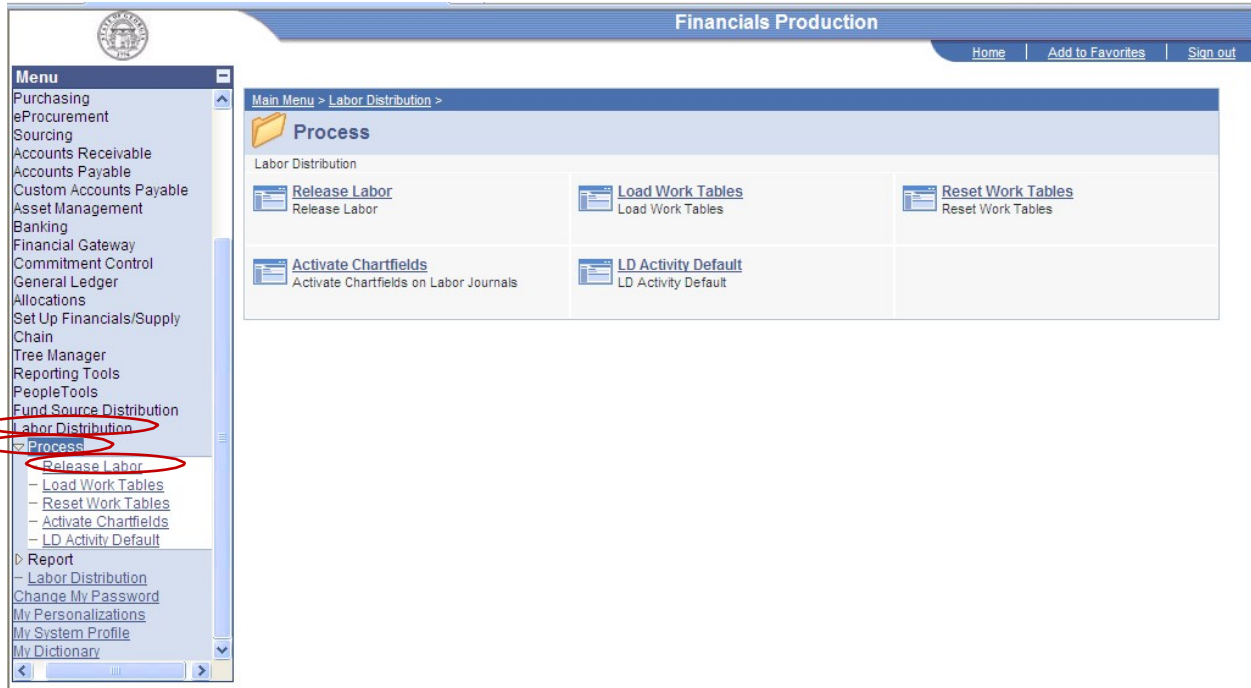 Financials Production
Home | Add to Favorites | Sign out
Menu
Purchasing
eProcurement
Sourcing
Accounts Receivable
Accounts Payable
Custom Accounts Payable
Asset Management
Banking
Financial Gateway
Commitment Control
General Ledger
Allocations
Set Up Financials/Supply
Chain
Tree Manager
Reporting Tools
PeopleTools
Fund Source Distribution
Labor Distribution
Process
Release Labor
– Load Work Tables
– Reset Work Tables
– Activate Chartfields
– LD Activity Default
Report
– Labor Distribution
Change My Password
My Personalizations
My System Profile
My Dictionary
Main Menu > Labor Distribution >
Process
Labor Distribution
Release Labor
Release Labor
Load Work Tables
Load Work Tables
Reset Work Tables
Reset Work Tables
Activate Chartfields
Activate Chartfields on Labor Journals
LD Activity Default
LD Activity Default